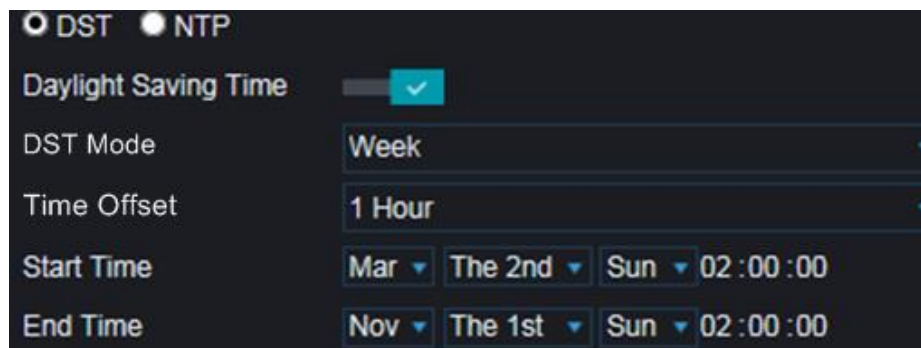 DST NTP
Daylight Saving Time
DST Mode Week
Time Offset 1 Hour
Start Time Mar The 2nd Sun 02:00:00
End Time Nov The 1st Sun 02:00:00